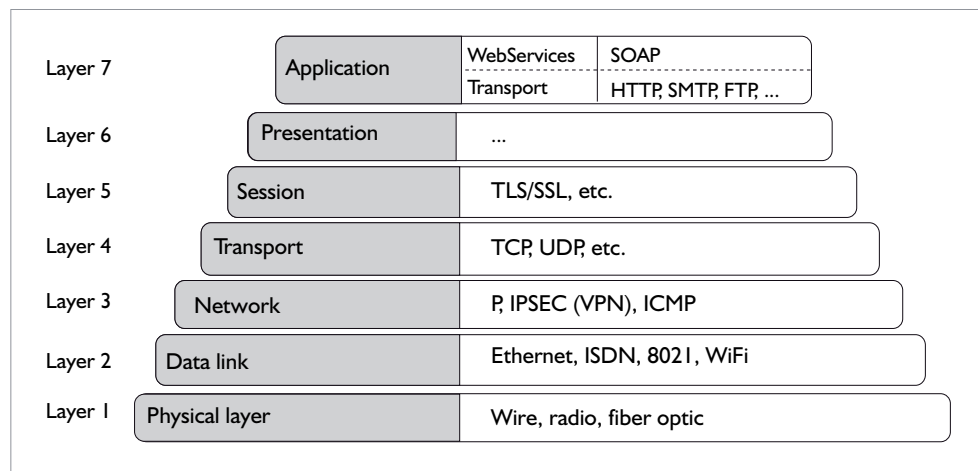 Layer 7 Application WebServices SOAP
Transport HTTP, SMTP, FTP, ...
Layer 6 Presentation ...
Layer 5 Session TLS/SSL, etc.
Layer 4 Transport TCP, UDP, etc.
Layer 3 Network P, IPSEC (VPN), ICMP
Layer 2 Data link Ethernet, ISDN, 8021, WiFi
Layer 1 Physical layer Wire, radio, fiber optic